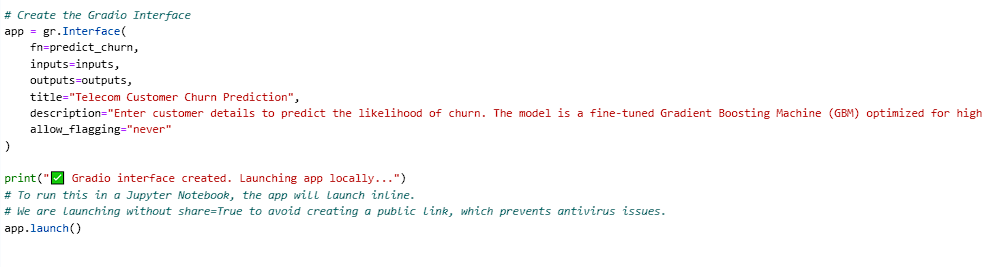 # Create the Gradio Interface
app = gr.Interface(
    fn=predict_churn,
    inputs=inputs,
    outputs=outputs,
    title="Telecom Customer Churn Prediction",
    description="Enter customer details to predict the likelihood of churn. The model is a fine-tuned Gradient Boosting Machine (GBM) optimized for high
    allow_flagging="never"
)
print("✅ Gradio interface created. Launching app locally...")
# To run this in a Jupyter Notebook, the app will launch inline.
# We are launching without share=True to avoid creating a public link, which prevents antivirus issues.
app.launch()